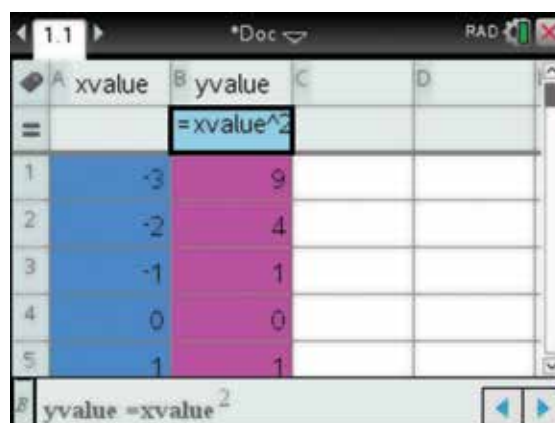 1.1 *Doc RAD
A xvalue B yvalue C D
= =xvalue^2
1 -3 9
2 -2 4
3 -1 1
4 0 0
5 1 1
B yvalue =xvalue²